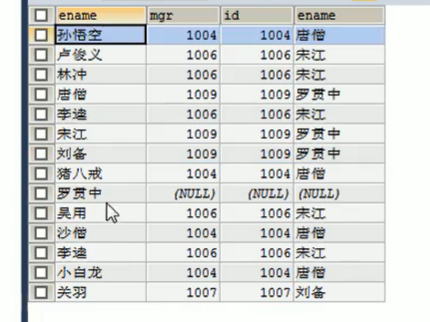 ename mgr id ename
孙悟空 1004 1004 唐僧
卢俊义 1006 1006 宋江
林冲 1006 1006 宋江
唐僧 1009 1009 罗贯中
李逵 1006 1006 宋江
宋江 1009 1009 罗贯中
刘备 1009 1009 罗贯中
猪八戒 1004 1004 唐僧
罗贯中 (NULL) (NULL) (NULL)
吴用 1006 1006 宋江
沙僧 1004 1004 唐僧
李逵 1006 1006 宋江
小白龙 1004 1004 唐僧
关羽 1007 1007 刘备